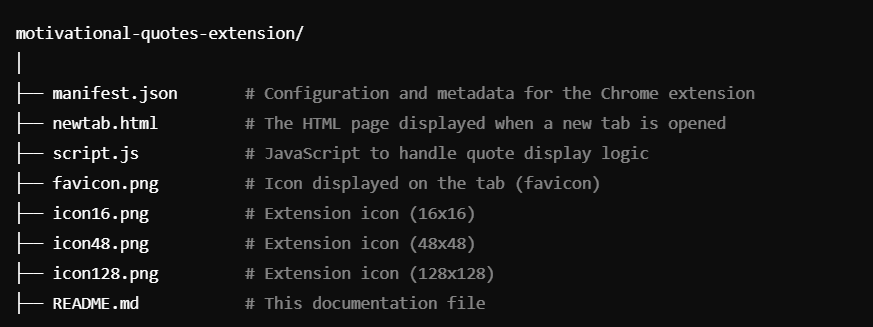 motivational-quotes-extension/
│
├── manifest.json       # Configuration and metadata for the Chrome extension
├── newtab.html         # The HTML page displayed when a new tab is opened
├── script.js           # JavaScript to handle quote display logic
├── favicon.png         # Icon displayed on the tab (favicon)
├── icon16.png          # Extension icon (16x16)
├── icon48.png          # Extension icon (48x48)
├── icon128.png         # Extension icon (128x128)
├── README.md           # This documentation file